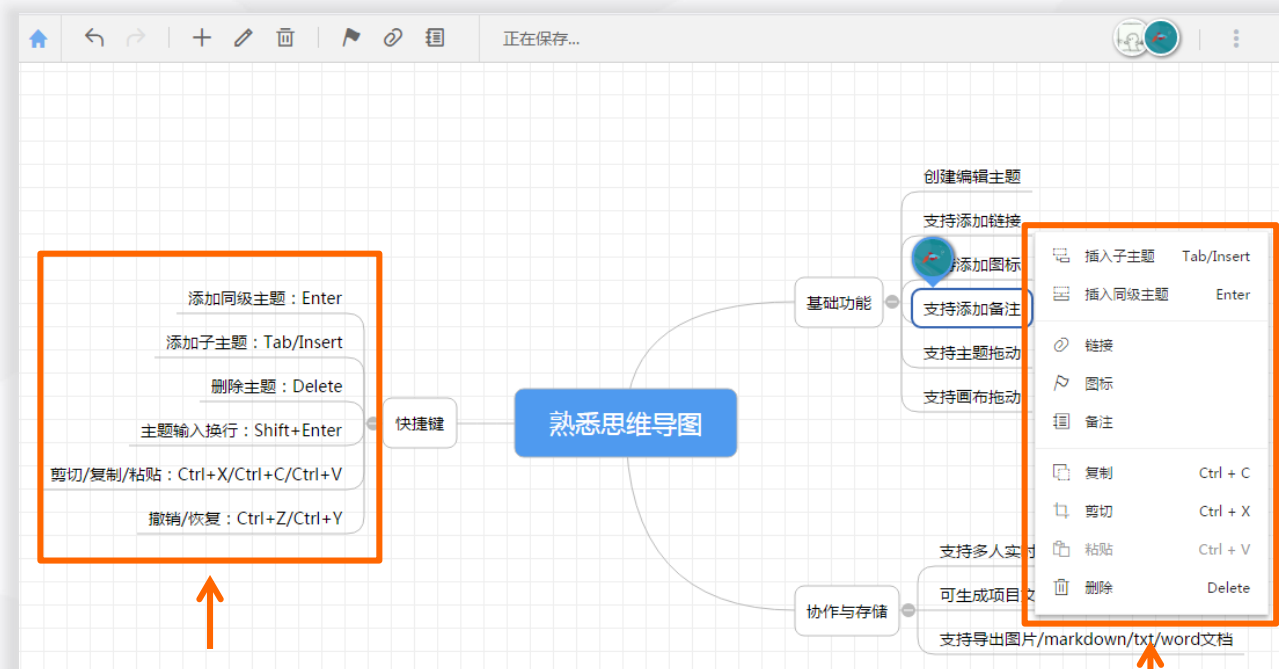 正在保存...
添加同级主题：Enter
添加子主题：Tab/Insert
删除主题：Delete
主题输入换行：Shift+Enter
剪切/复制/粘贴：Ctrl+X/Ctrl+C/Ctrl+V
撤销/恢复：Ctrl+Z/Ctrl+Y
快捷键
熟悉思维导图
基础功能
创建编辑主题
支持添加链接
添加图标
支持添加备注
支持主题拖动
支持画布拖动
协作与存储
支持多人实
可生成项目
支持导出图片/markdown/txt/word文档
插入子主题 Tab/Insert
插入同级主题 Enter
链接
图标
备注
复制 Ctrl + C
剪切 Ctrl + X
粘贴 Ctrl + V
删除 Delete